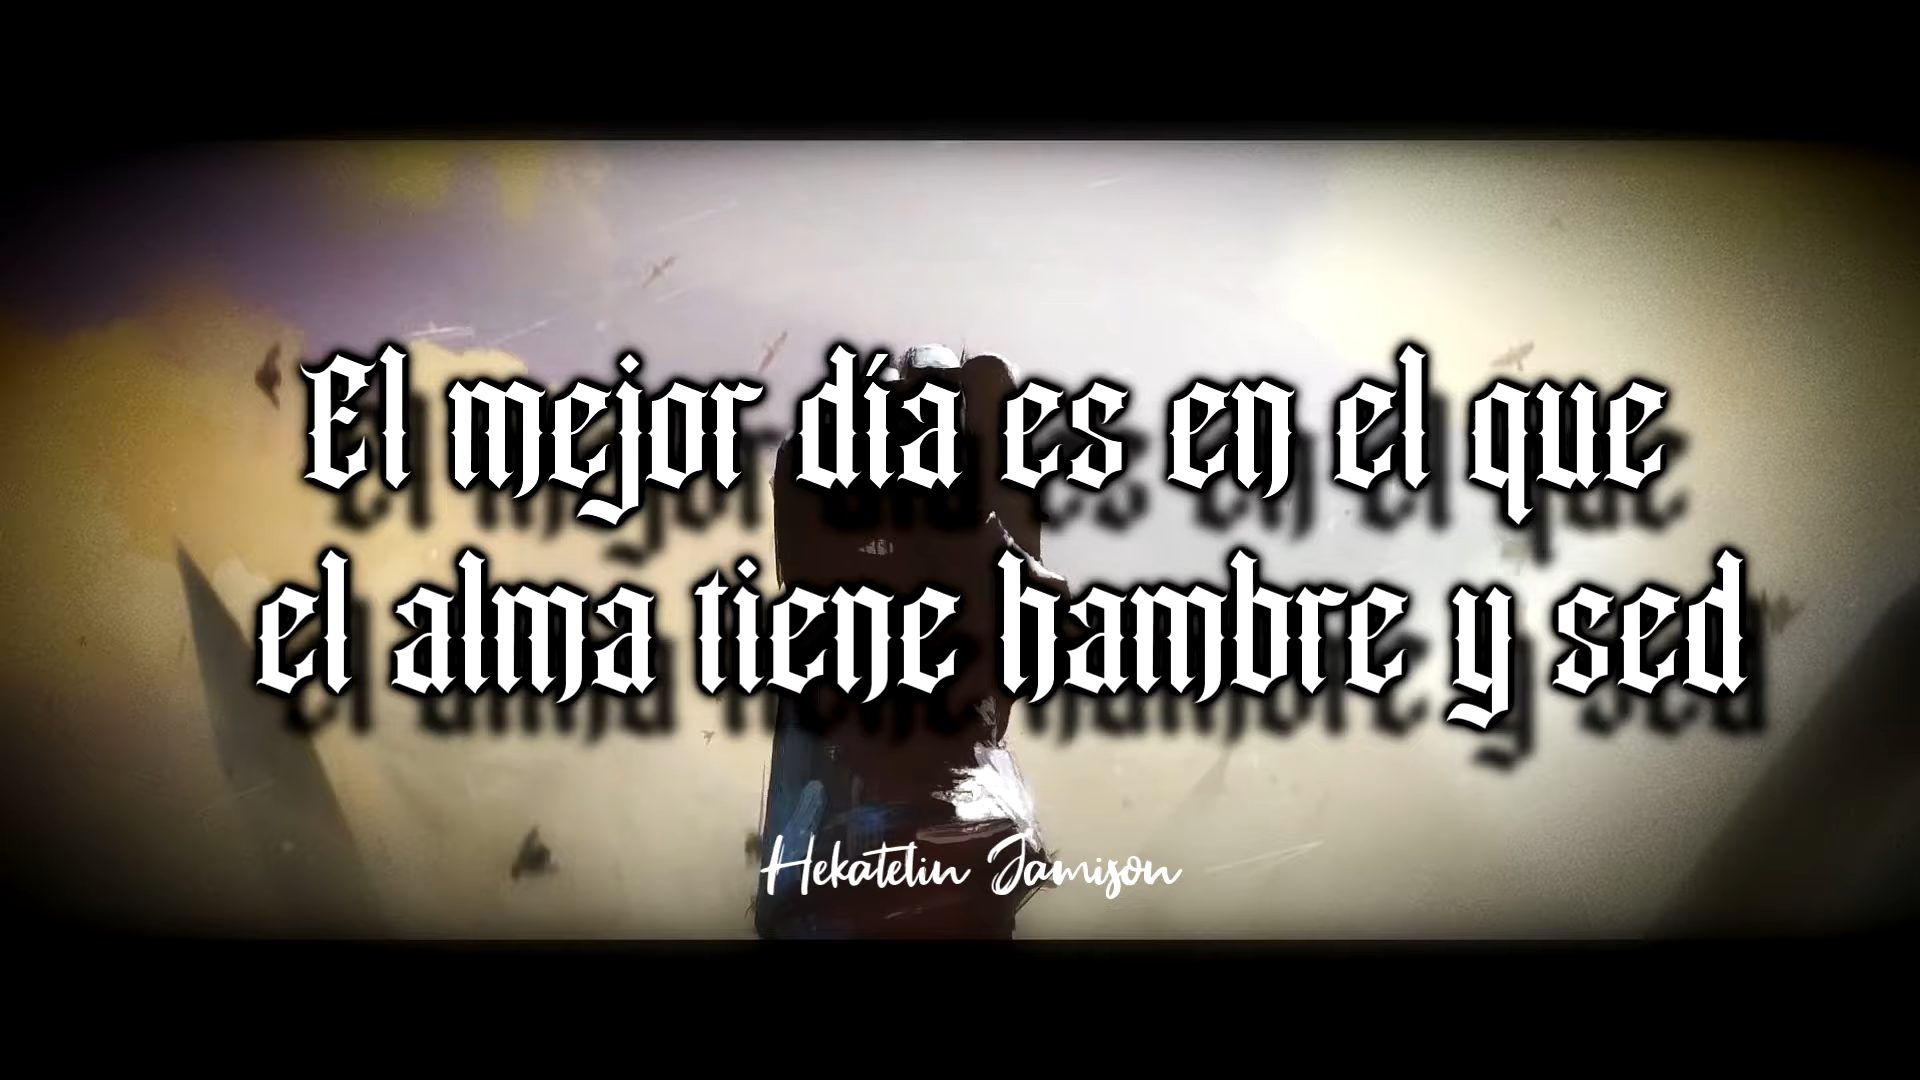 El mejor día es en el que
el alma tiene hambre y sed
Hekatelin Jamison